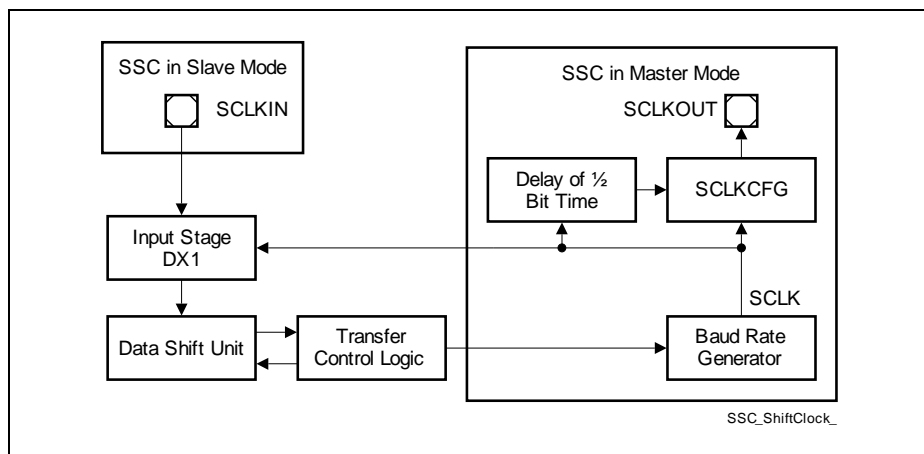 SSC in Slave Mode
SCLKIN
SSC in Master Mode
SCLKOUT
Delay of ½
Bit Time
SCLKCFG
Input Stage
DX1
SCLK
Data Shift Unit
Transfer
Control Logic
Baud Rate
Generator
SSC_ShiftClock_